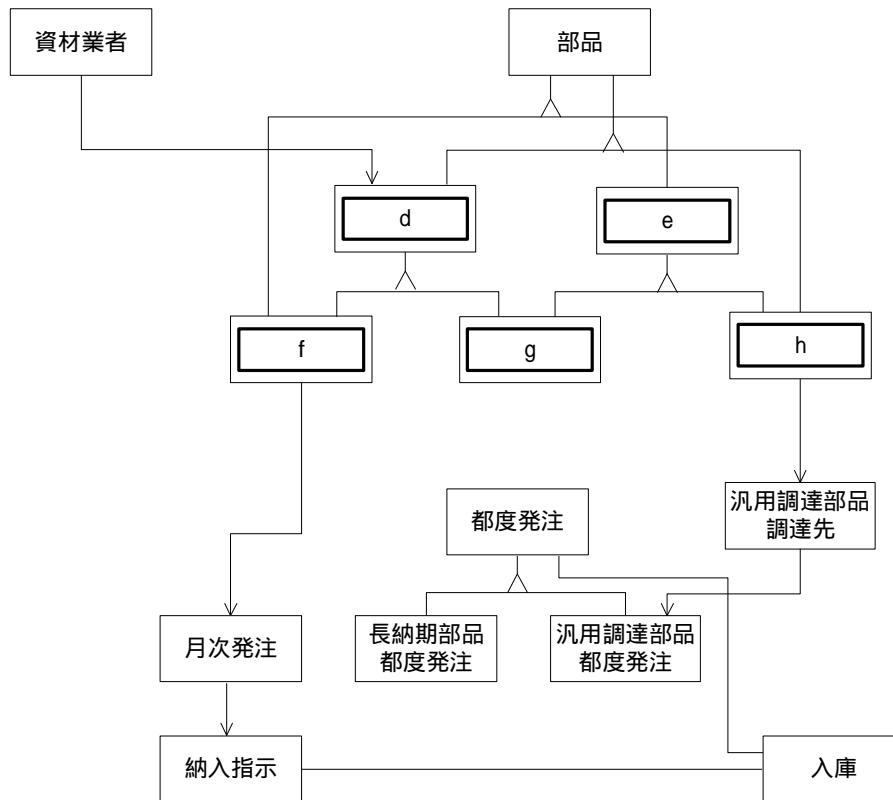 資材業者
部品
d
e
f
g
h
都度発注
汎用調達部品
調達先
月次発注
長納期部品
都度発注
汎用調達部品
都度発注
納入指示
入庫